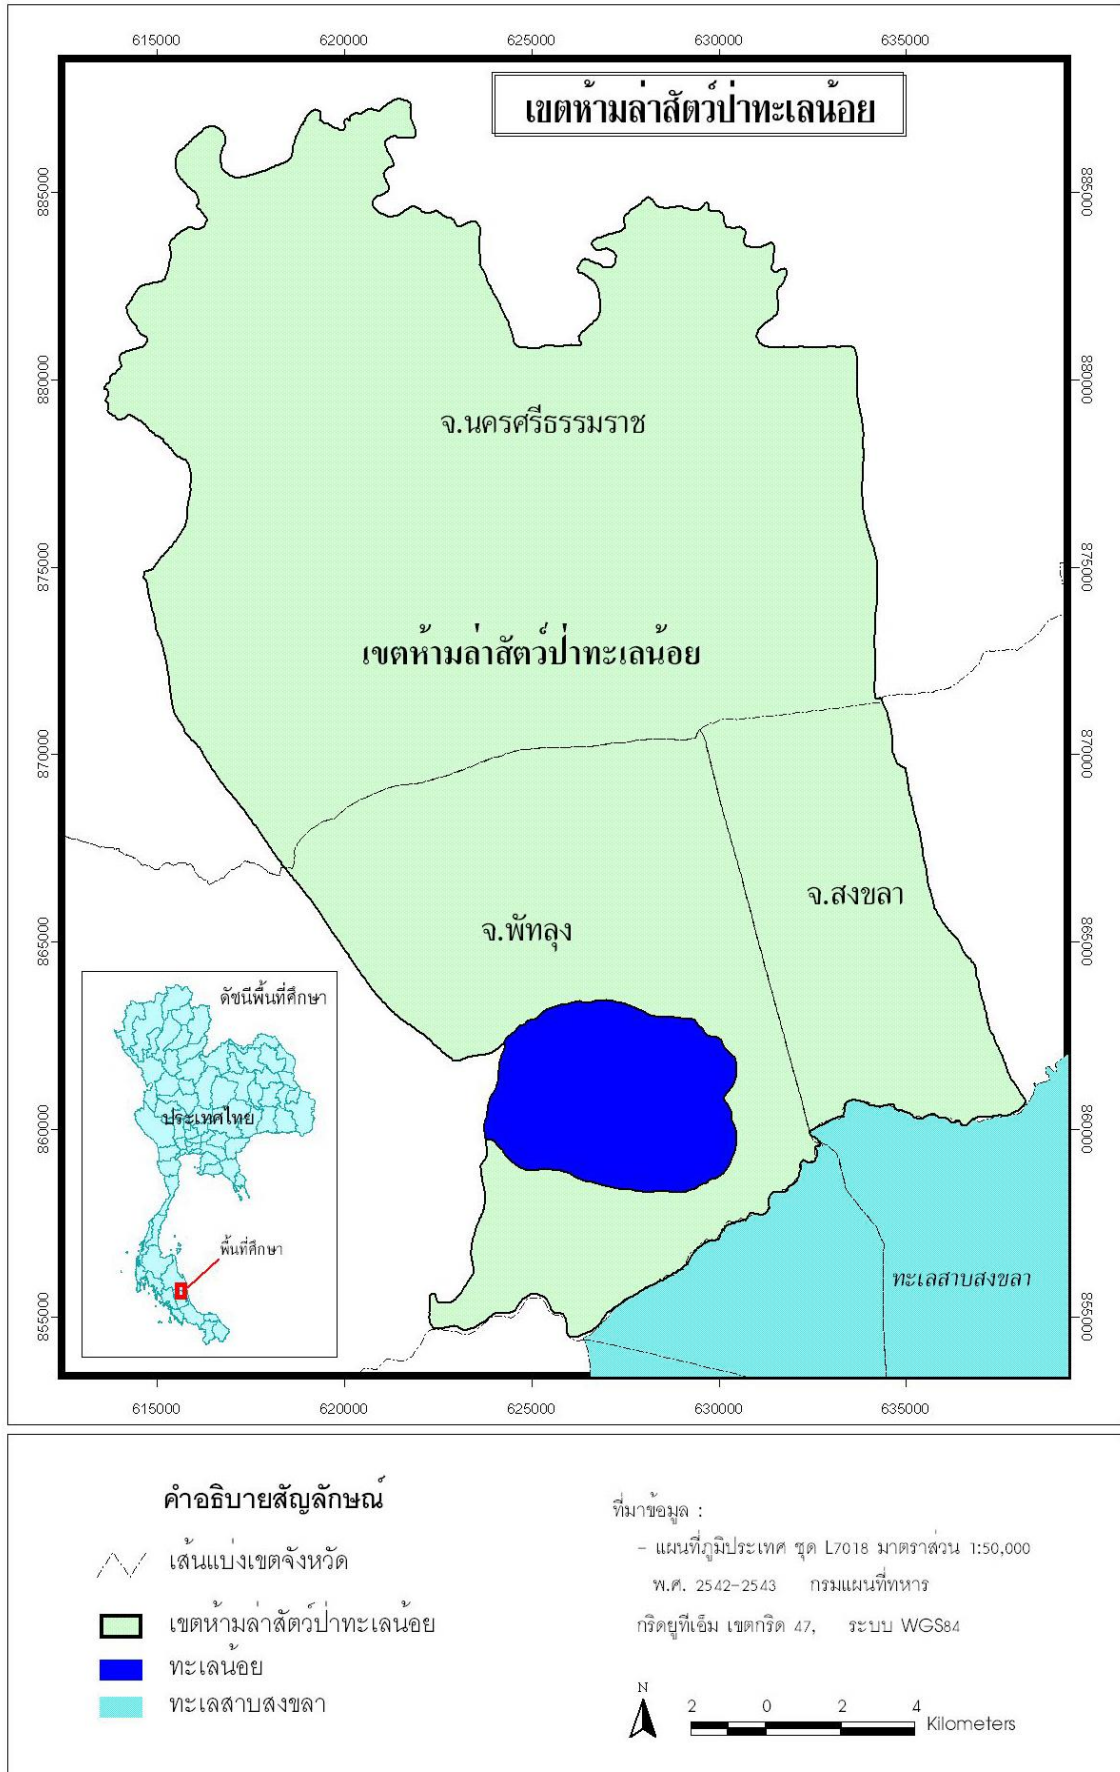 615000 620000 625000 630000 635000
เขตห้ามล่าสัตว์ป่าทะเลน้อย
885000 885000
880000 880000
จ.นครศรีธรรมราช
875000 875000
เขตห้ามล่าสัตว์ป่าทะเลน้อย
870000 870000
จ.สงขลา
จ.พัทลุง
865000 865000
ดัชนีพื้นที่ศึกษา
ประเทศไทย
860000 860000
พื้นที่ศึกษา
ทะเลสาบสงขลา
855000 855000
615000 620000 625000 630000 635000
คำอธิบายสัญลักษณ์
เส้นแบ่งเขตจังหวัด
เขตห้ามล่าสัตว์ป่าทะเลน้อย
ทะเลน้อย
ทะเลสาบสงขลา
ที่มาข้อมูล :
- แผนที่ภูมิประเทศ ชุด L7018 มาตราส่วน 1:50,000
พ.ศ. 2542-2543 กรมแผนที่ทหาร
กริดยูทีเอ็ม เขตกริด 47, ระบบ WGS84
N
2 0 2 4 Kilometers